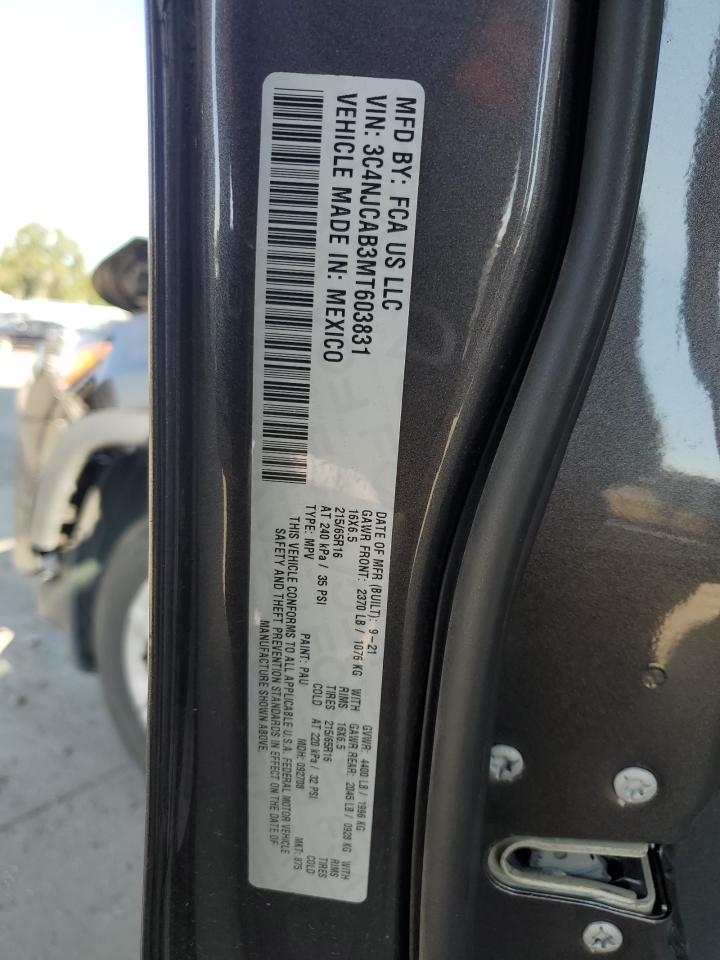 MFD BY: FCA US LLC
VIN: 3C4NJCAB3MT603831
VEHICLE MADE IN: MEXICO
DATE OF MFR (BUILT): 9-21 GVWR: 4400 LB / 1996 KG
GAWR FRONT: 2370 LB / 1076 KG WITH GAWR REAR: 2045 LB / 0928 KG WITH
16X6.5 RIMS 16X6.5 RIMS
215/65R16 TIRES 215/65R16 TIRES
AT 240 kPa / 35 PSI COLD AT 220 kPa / 32 PSI COLD
TYPE: MPV PAINT: PAU MDH: 092708 MKT: 875
THIS VEHICLE CONFORMS TO ALL APPLICABLE U.S.A. FEDERAL MOTOR VEHICLE
SAFETY AND THEFT PREVENTION STANDARDS IN EFFECT ON THE DATE OF
MANUFACTURE SHOWN ABOVE.